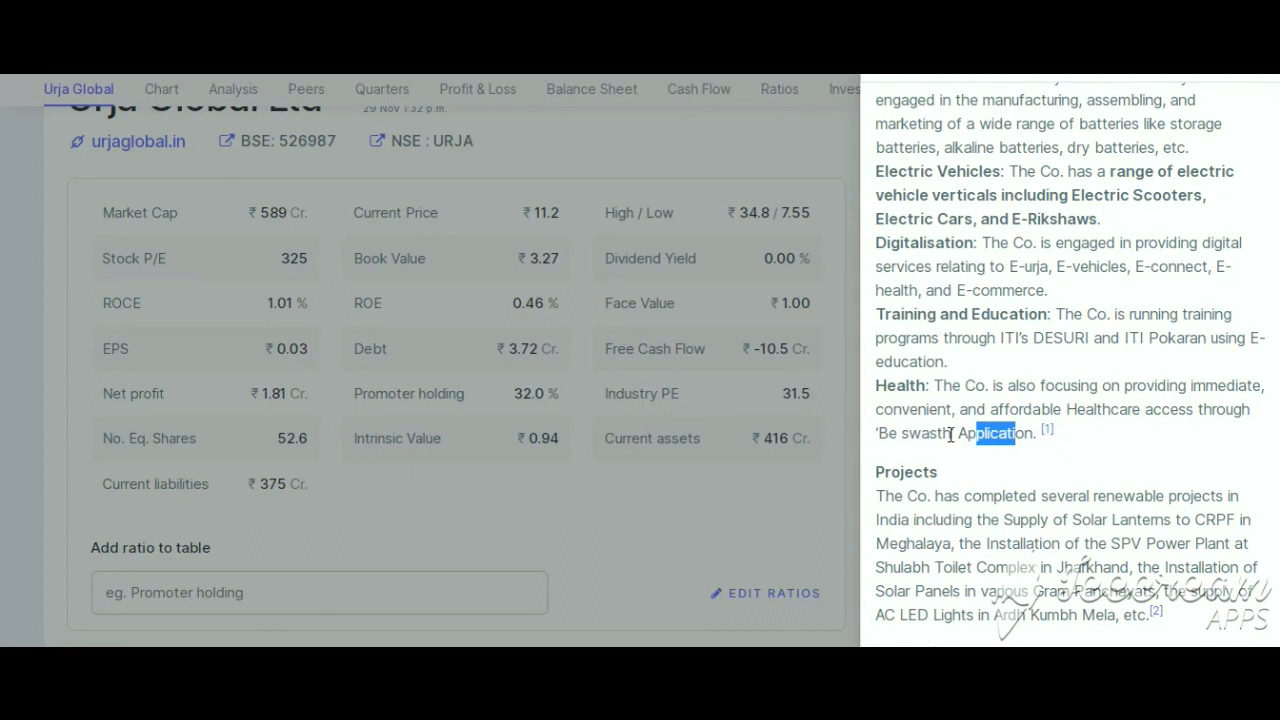 Urja Global Chart Analysis Peers Quarters Profit & Loss Balance Sheet Cash Flow Ratios Inves
Urja Global Ltd
29 Nov 1:32 p.m.
urjaglobal.in BSE: 526987 NSE : URJA
Market Cap ₹ 589 Cr. Current Price ₹ 11.2 High / Low ₹ 34.8 / 7.55
Stock P/E 325 Book Value ₹ 3.27 Dividend Yield 0.00 %
ROCE 1.01 % ROE 0.46 % Face Value ₹ 1.00
EPS ₹ 0.03 Debt ₹ 3.72 Cr. Free Cash Flow ₹ -10.5 Cr.
Net profit ₹ 1.81 Cr. Promoter holding 32.0 % Industry PE 31.5
No. Eq. Shares 52.6 Intrinsic Value ₹ 0.94 Current assets ₹ 416 Cr.
Current liabilities ₹ 375 Cr.
Add ratio to table
eg. Promoter holding EDIT RATIOS
engaged in the manufacturing, assembling, and
marketing of a wide range of batteries like storage
batteries, alkaline batteries, dry batteries, etc.
Electric Vehicles: The Co. has a range of electric
vehicle verticals including Electric Scooters,
Electric Cars, and E-Rikshaws.
Digitalisation: The Co. is engaged in providing digital
services relating to E-urja, E-vehicles, E-connect, E-
health, and E-commerce.
Training and Education: The Co. is running training
programs through ITI's DESURI and ITI Pokaran using E-
education.
Health: The Co. is also focusing on providing immediate,
convenient, and affordable Healthcare access through
‘Be swasth Application. [1]
Projects
The Co. has completed several renewable projects in
India including the Supply of Solar Lanterns to CRPF in
Meghalaya, the Installation of the SPV Power Plant at
Shulabh Toilet Complex in Jharkhand, the Installation of
Solar Panels in various Gram Panchayats, the supply of
AC LED Lights in Ardh Kumbh Mela, etc.[2]
APPS